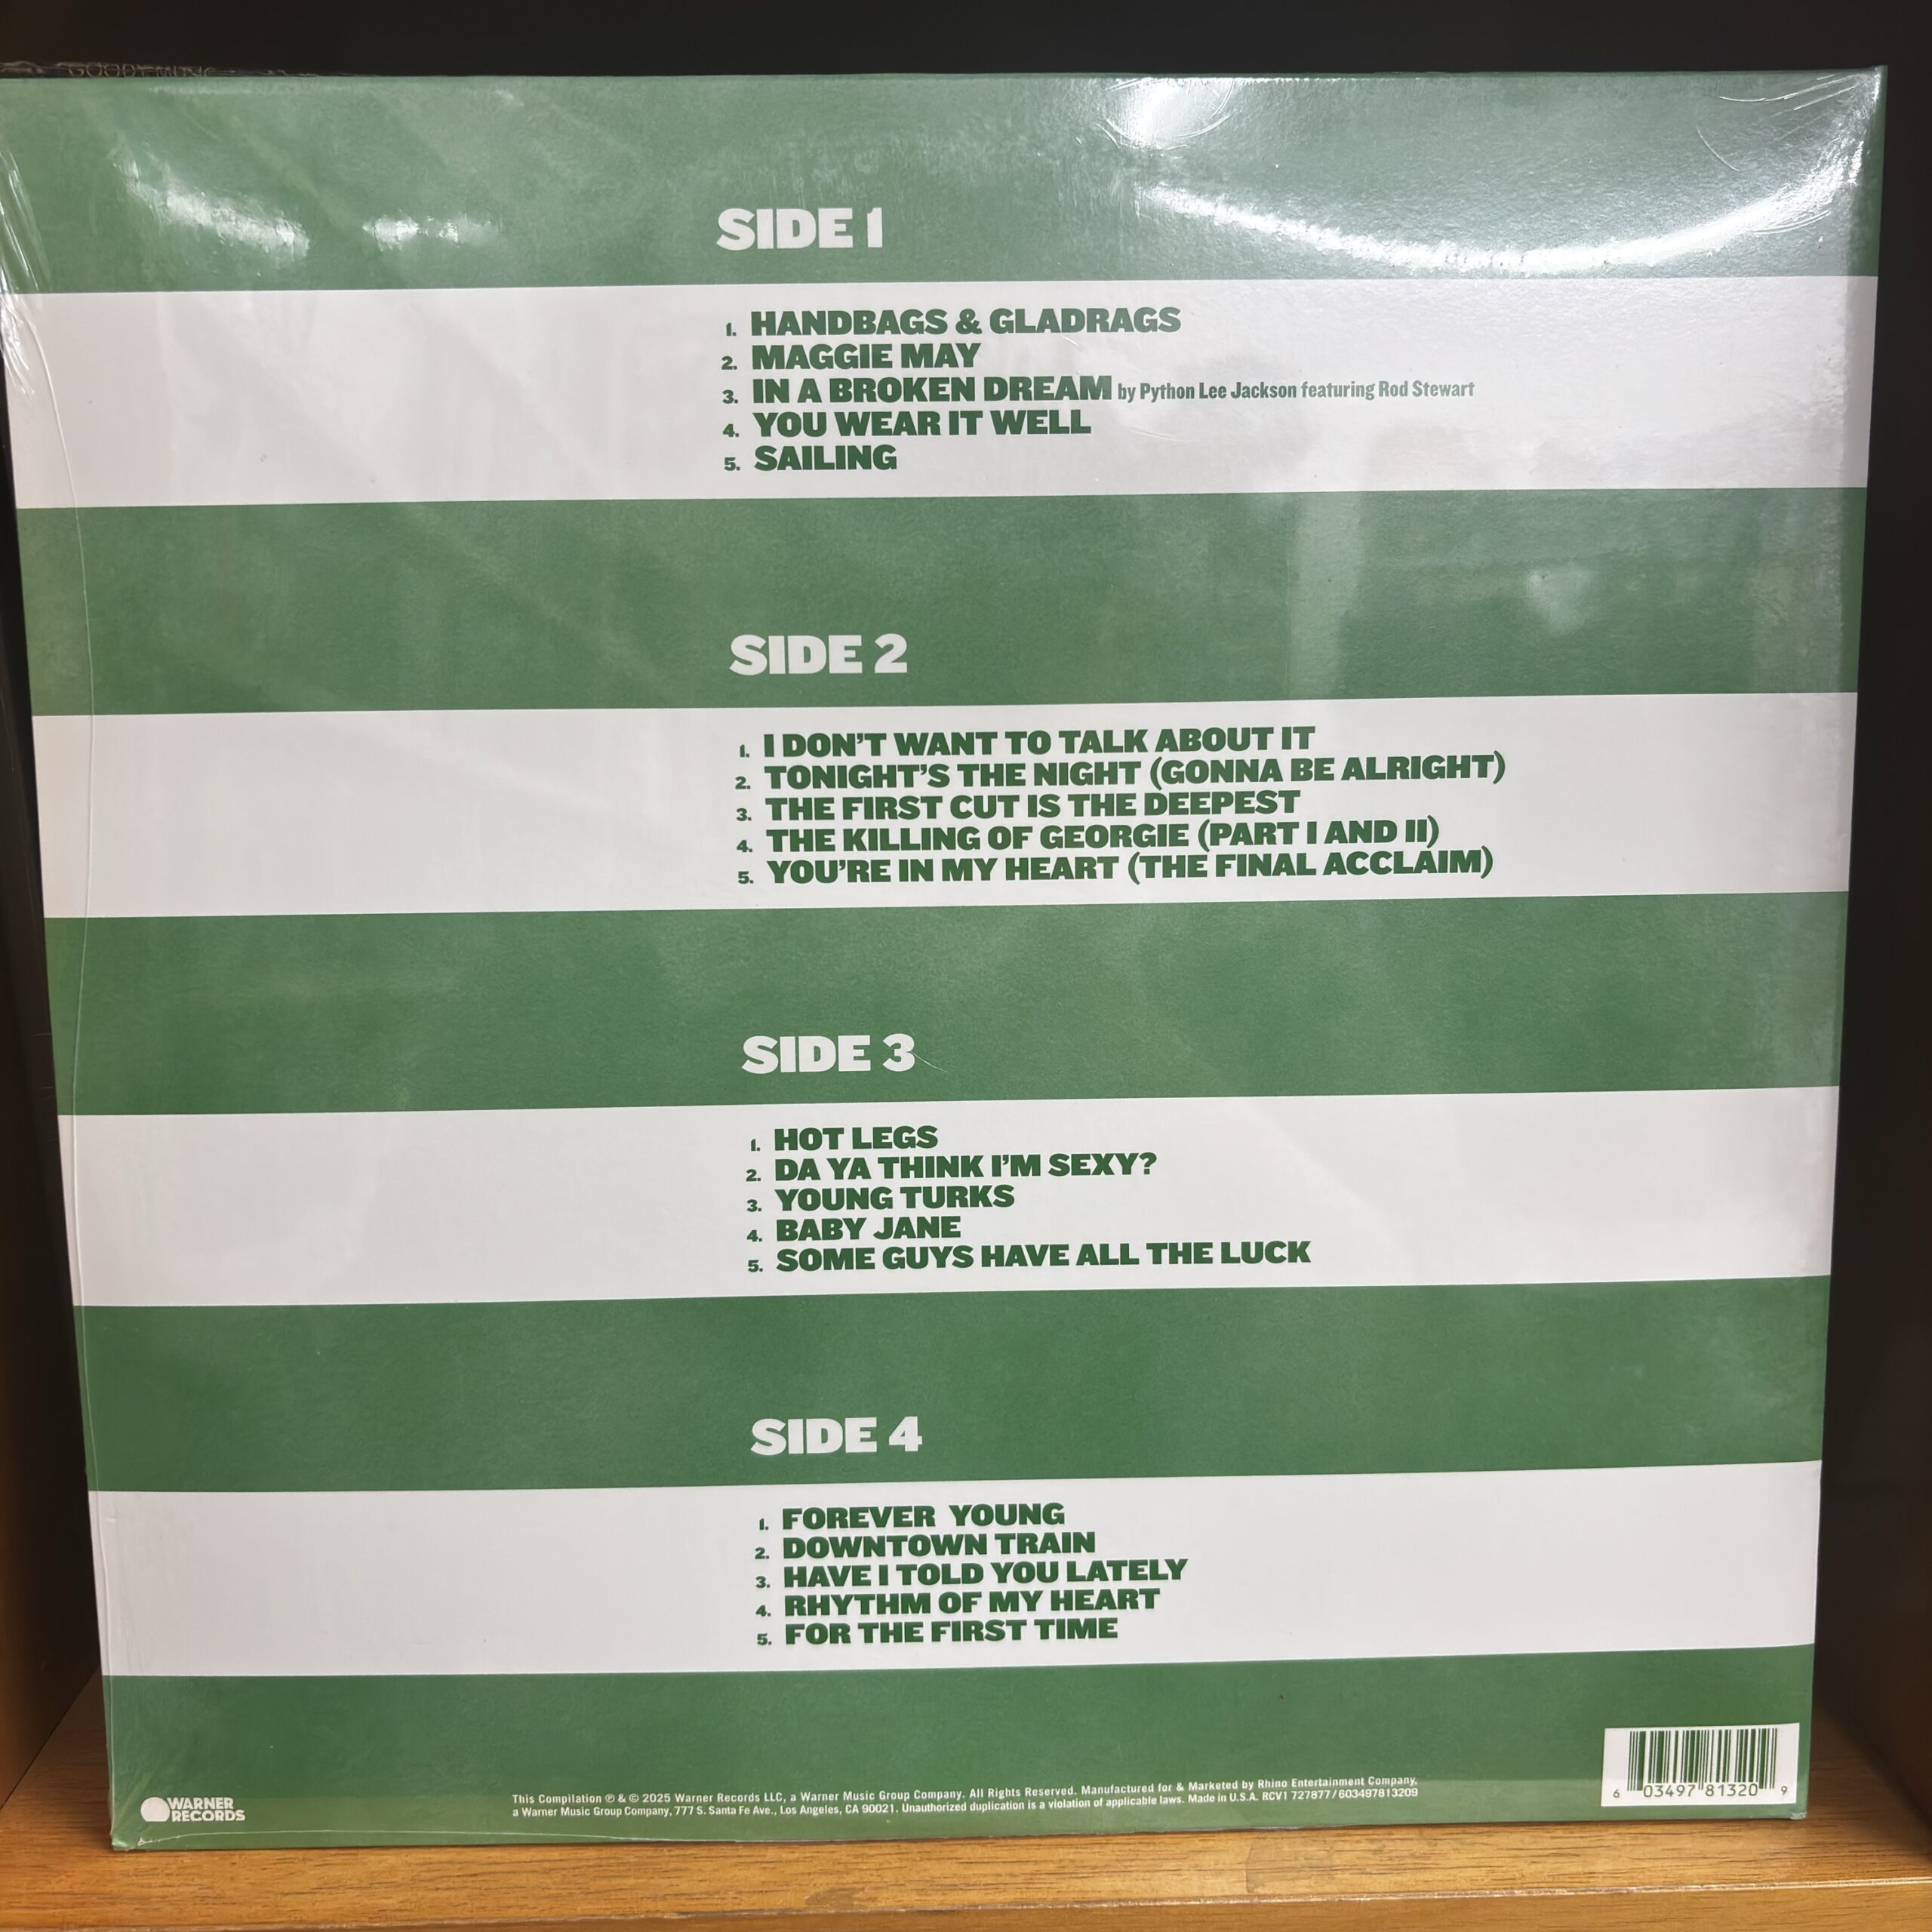 SIDE 1
1. HANDBAGS & GLADRAGS
2. MAGGIE MAY
3. IN A BROKEN DREAM by Python Lee Jackson featuring Rod Stewart
4. YOU WEAR IT WELL
5. SAILING
SIDE 2
1. I DON'T WANT TO TALK ABOUT IT
2. TONIGHT'S THE NIGHT (GONNA BE ALRIGHT)
3. THE FIRST CUT IS THE DEEPEST
4. THE KILLING OF GEORGIE (PART I AND II)
5. YOU'RE IN MY HEART (THE FINAL ACCLAIM)
SIDE 3
1. HOT LEGS
2. DA YA THINK I'M SEXY?
3. YOUNG TURKS
4. BABY JANE
5. SOME GUYS HAVE ALL THE LUCK
SIDE 4
1. FOREVER YOUNG
2. DOWNTOWN TRAIN
3. HAVE I TOLD YOU LATELY
4. RHYTHM OF MY HEART
5. FOR THE FIRST TIME
WARNER
RECORDS
This Compilation ℗ & © 2025 Warner Records LLC, a Warner Music Group Company. All Rights Reserved. Manufactured for & Marketed by Rhino Entertainment Company,
a Warner Music Group Company, 777 S. Santa Fe Ave., Los Angeles, CA 90021. Unauthorized duplication is a violation of applicable laws. Made in U.S.A. RCV1 727877/603497813209
6 03497 81320 9